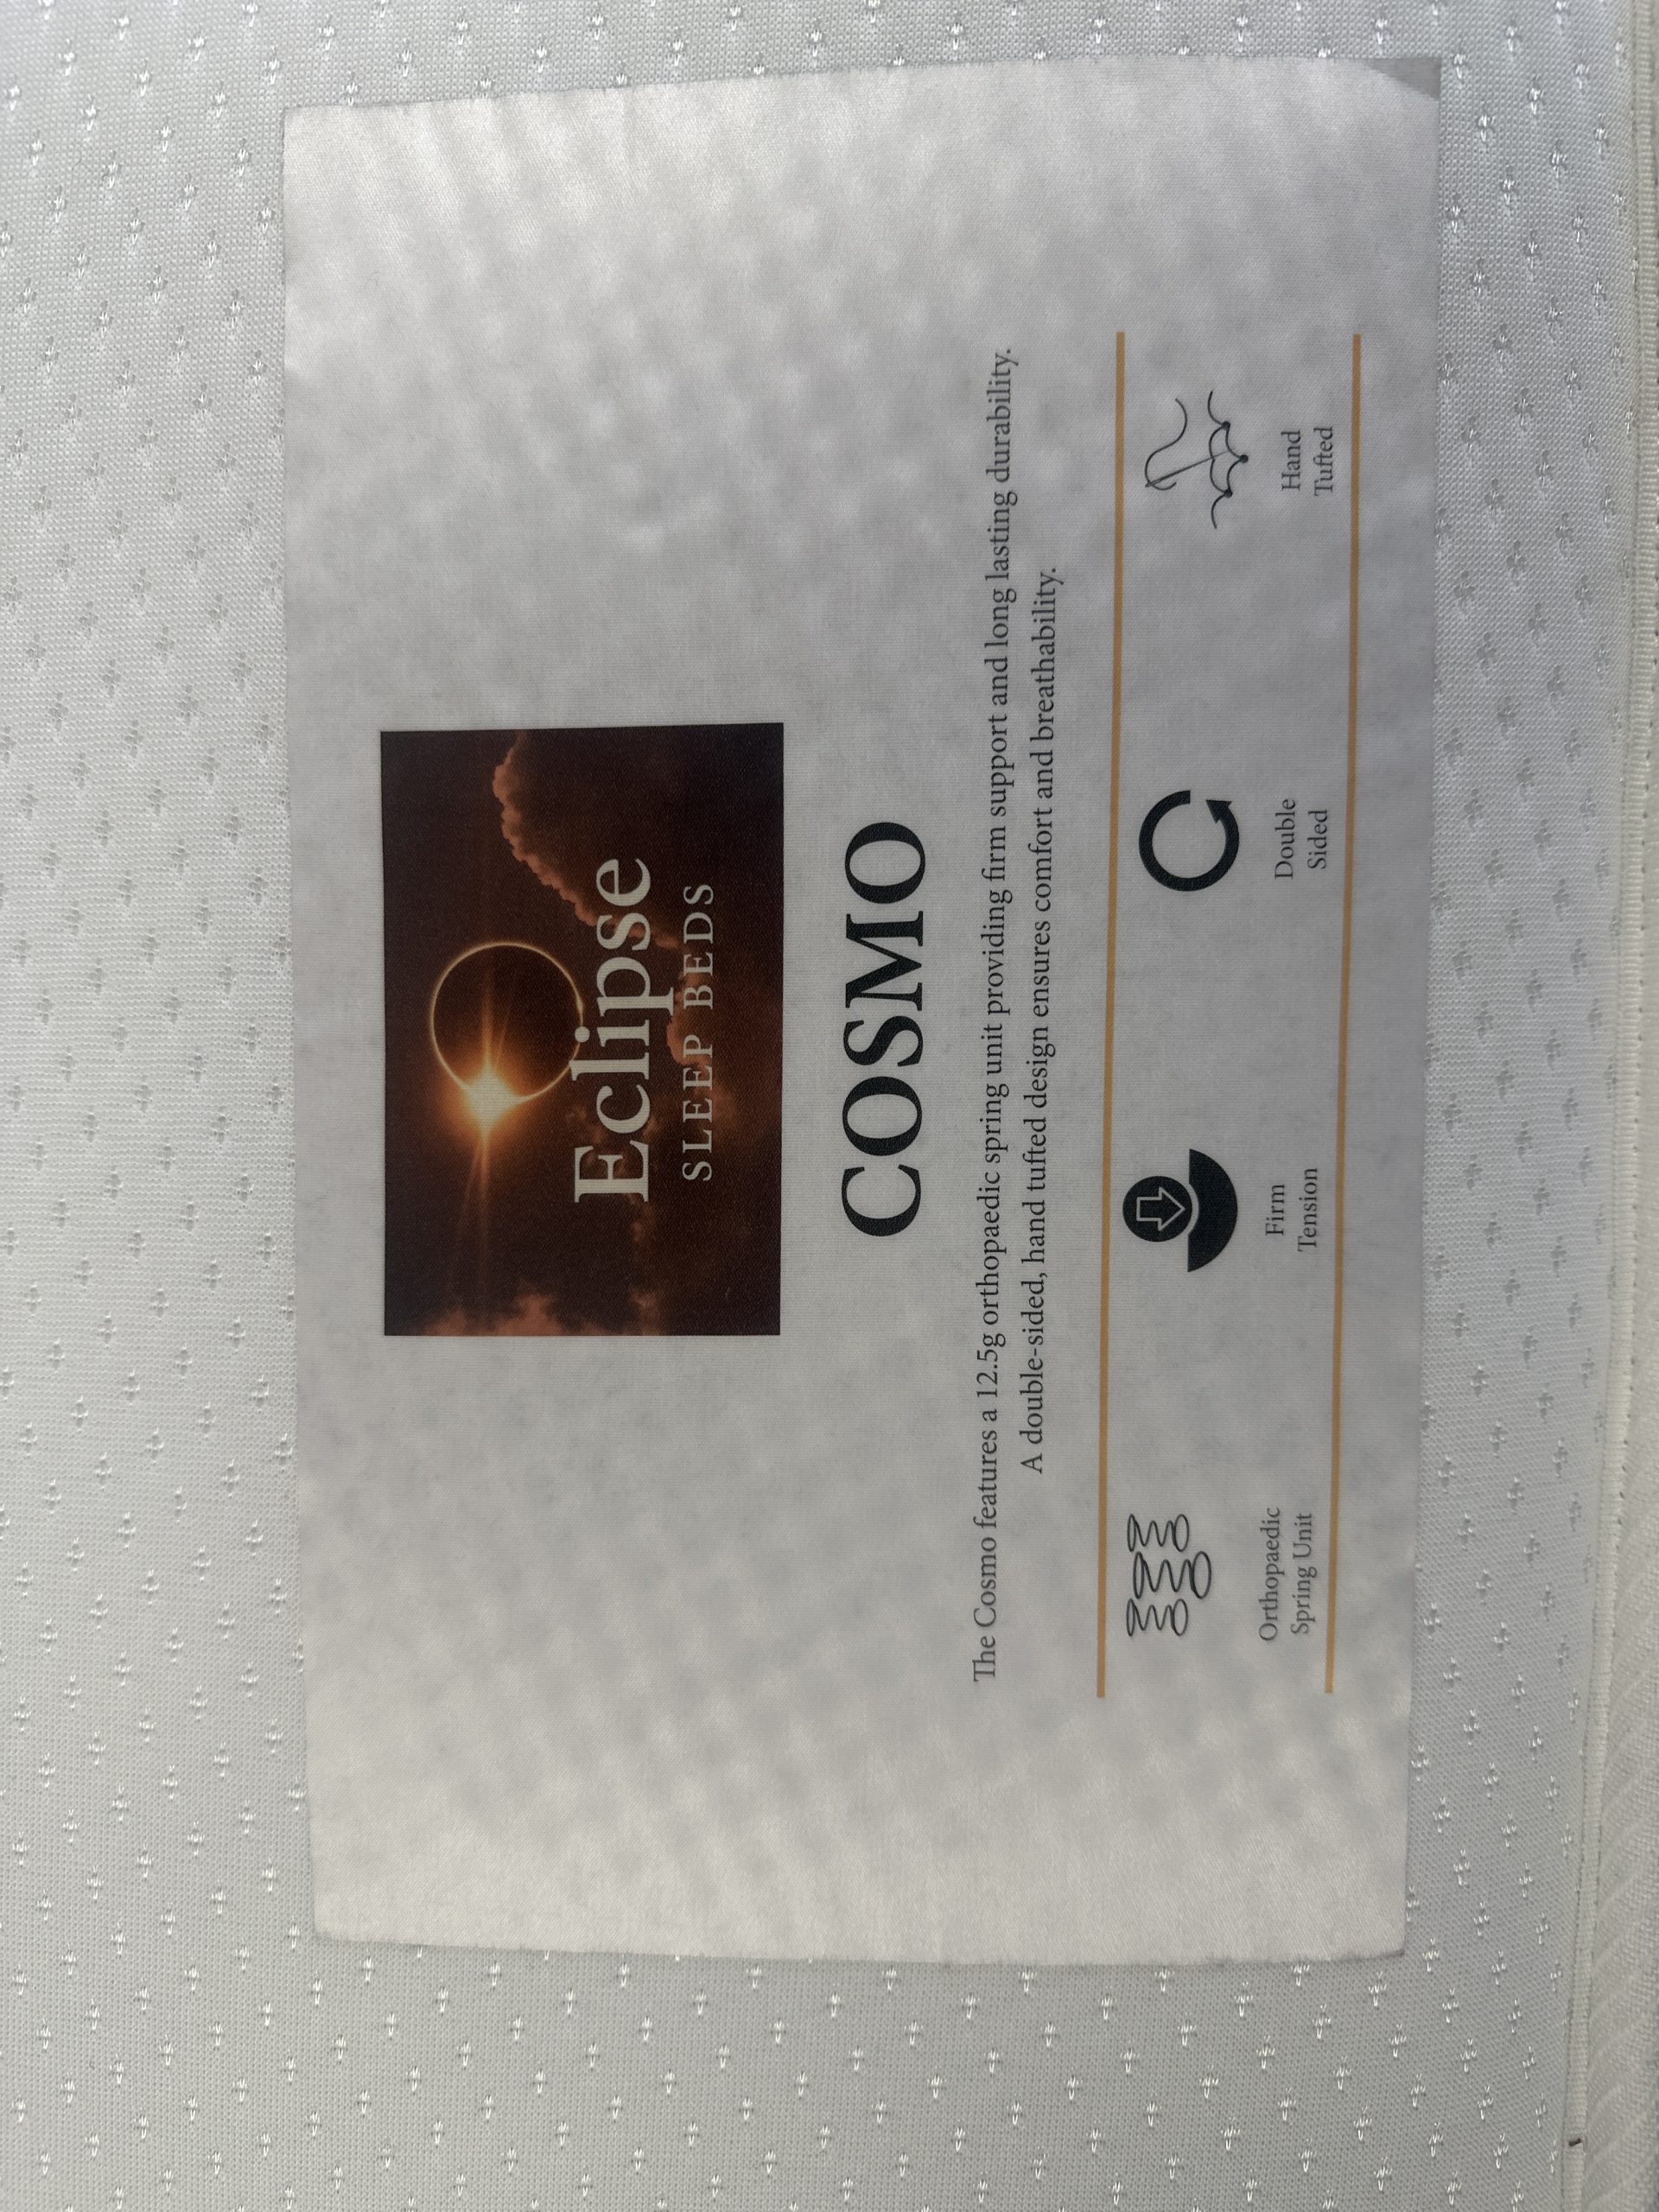 Eclipse
SLEEP BEDS
COSMO
The Cosmo features a 12.5g orthopaedic spring unit providing firm support and long lasting durability.
A double-sided, hand tufted design ensures comfort and breathability.
Orthopaedic
Spring Unit
Firm
Tension
Double
Sided
Hand
Tufted